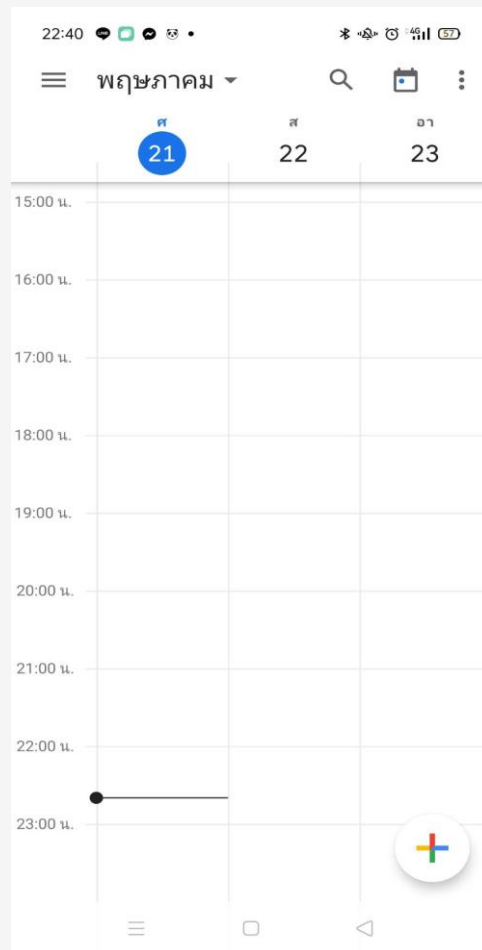 22:40 4G 57
พฤษภาคม
ศ ส อา
21 22 23
15:00 น.
16:00 น.
17:00 น.
18:00 น.
19:00 น.
20:00 น.
21:00 น.
22:00 น.
23:00 น.